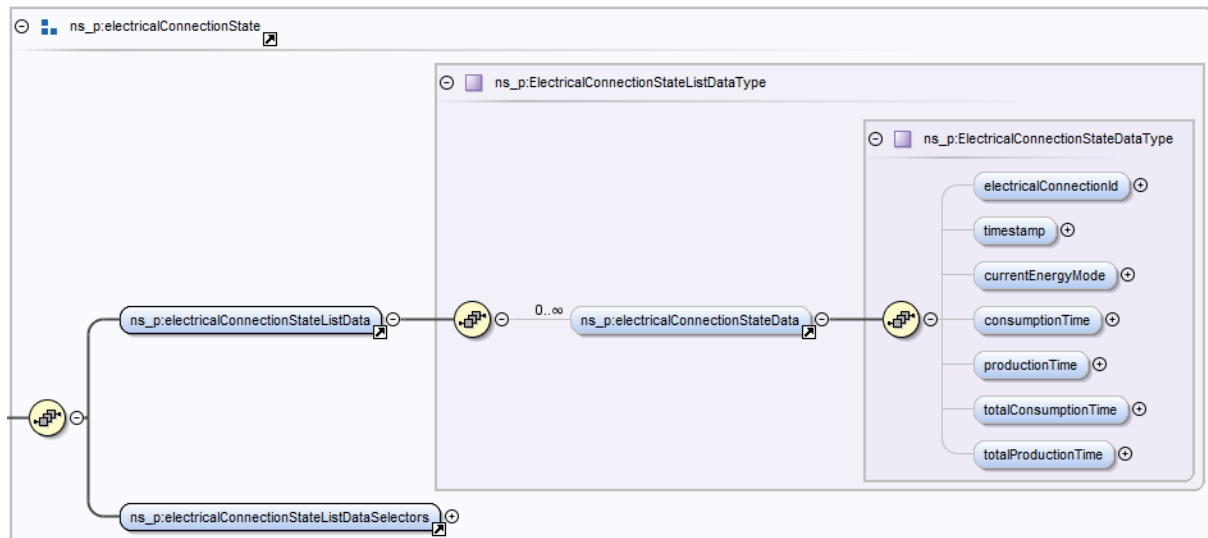 ns_p:electricalConnectionState
ns_p:ElectricalConnectionStateListDataType
ns_p:ElectricalConnectionStateDataType
electricalConnectionId
timestamp
currentEnergyMode
ns_p:electricalConnectionStateListData
0..∞
ns_p:electricalConnectionStateData
consumptionTime
productionTime
totalConsumptionTime
totalProductionTime
ns_p:electricalConnectionStateListDataSelectors